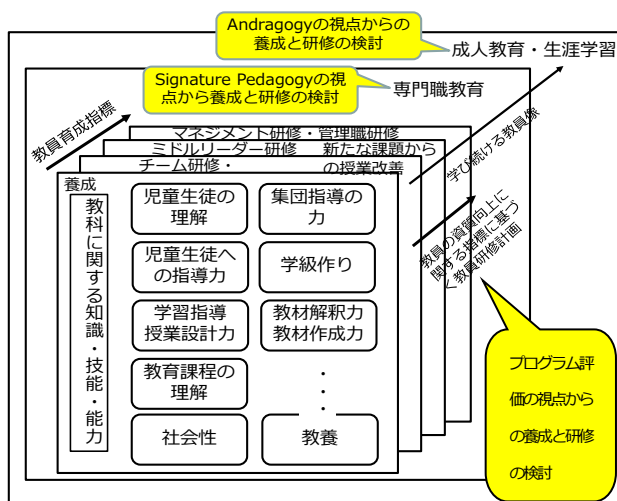 Andragogyの視点からの
養成と研修の検討
成人教育・生涯学習
Signature Pedagogyの視
点から養成と研修の検討
専門職教育
教員育成指標
学び続ける教員像
マネジメント研修・管理職研修
ミドルリーダー研修 新たな課題から
チーム研修・ の授業改善
養成
教科に関する知識・技能・能力
児童生徒の
理解
集団指導の
力
児童生徒へ
の指導力
学級作り
学習指導
授業設計力
教材解釈力
教材作成力
教育課程の
理解
・
・
・
社会性
教養
教員の資質向上に
関する指標に基づ
く教員研修計画
プログラム評
価の視点から
の養成と研修
の検討